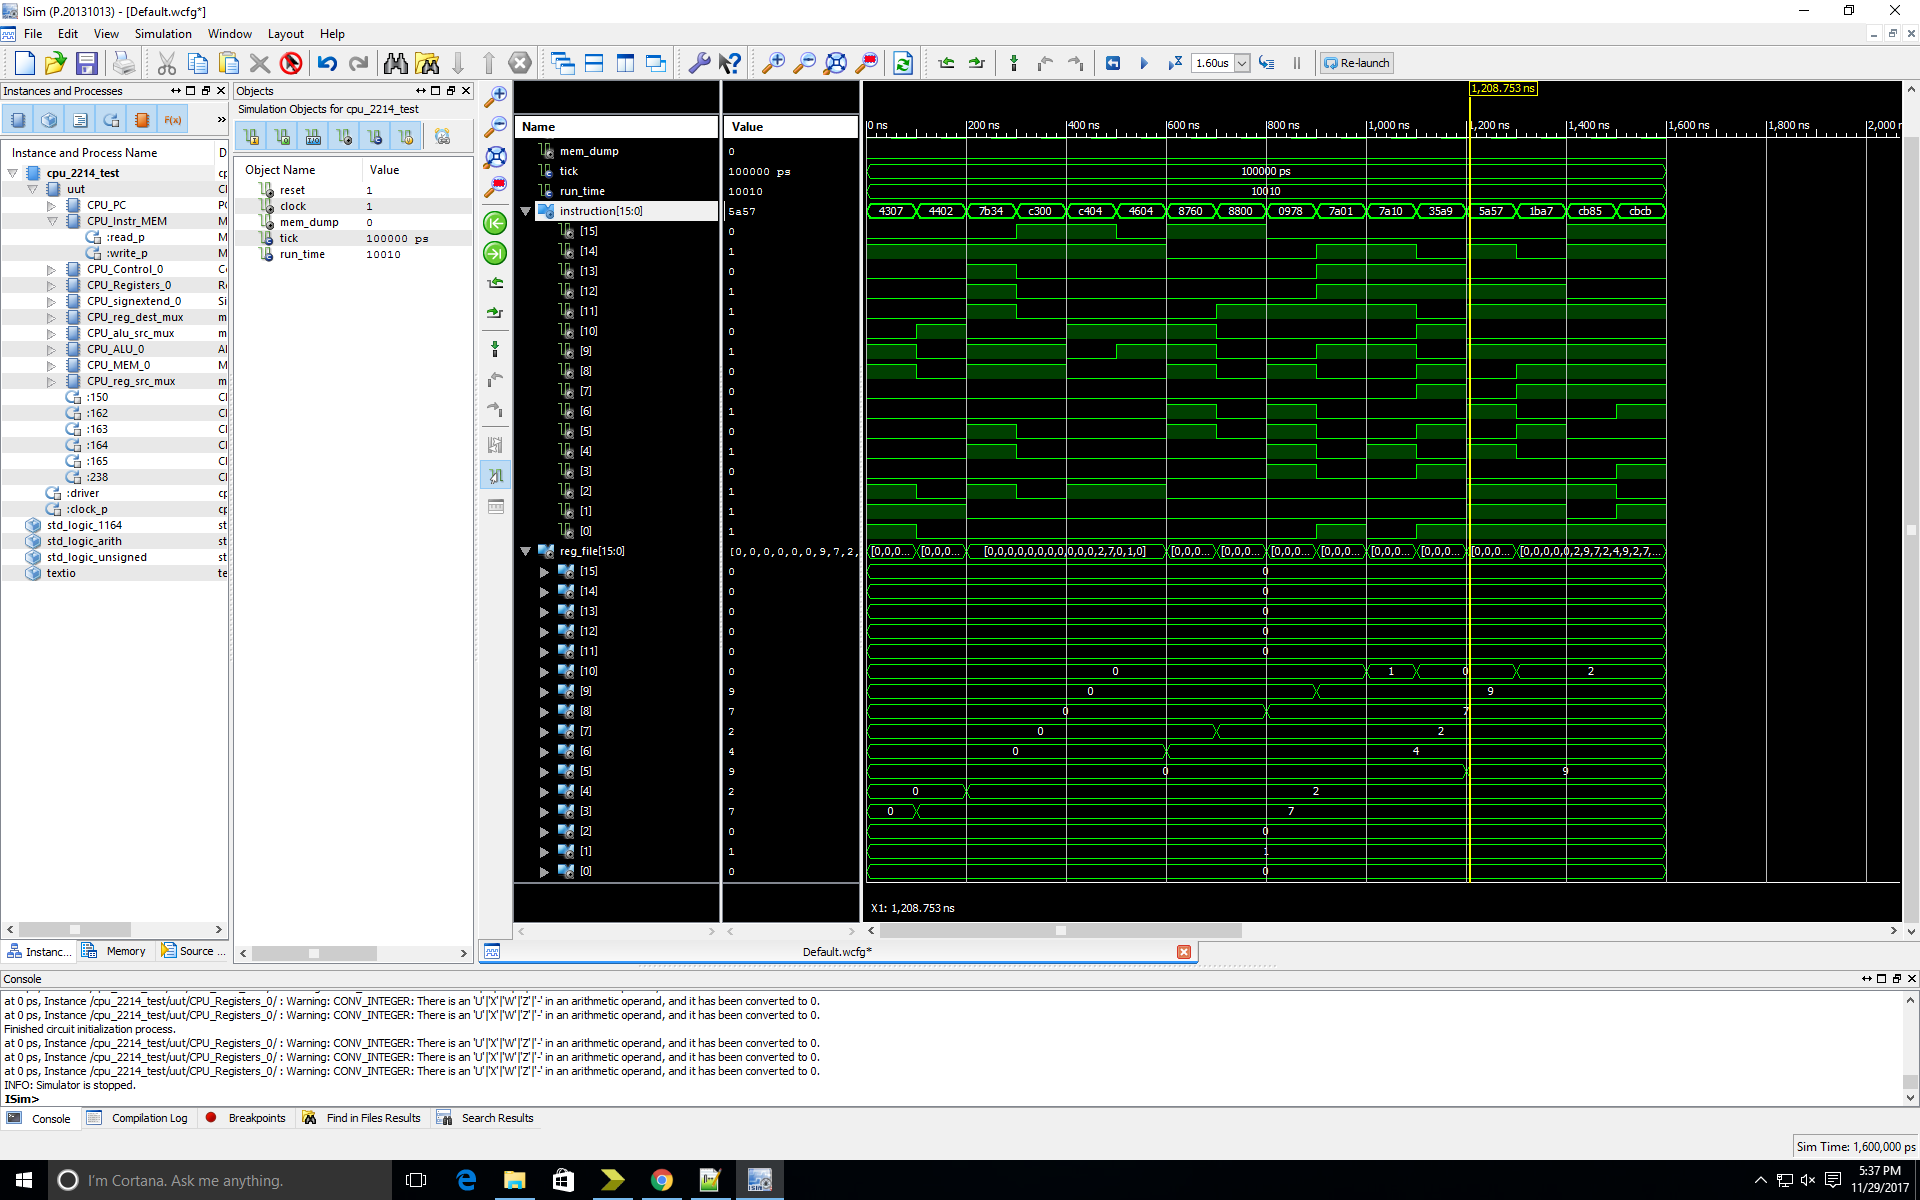 ISim (P.20131013) - [Default.wcfg*]
File Edit View Simulation Window Layout Help
1.60us Re-launch
Instances and Processes
Objects
Simulation Objects for cpu_2214_test
F(x)
»
Instance and Process Name D
cpu_2214_test cp
uut Cl
CPU_PC P(
CPU_Instr_MEM M
:read_p M
:write_p M
CPU_Control_0 C
CPU_Registers_0 R
CPU_signextend_0 Si
CPU_reg_dest_mux m
CPU_alu_src_mux m
CPU_ALU_0 Al
CPU_MEM_0 M
CPU_reg_src_mux m
:150 Cl
:162 Cl
:163 Cl
:164 Cl
:165 Cl
:238 Cl
:driver cp
:clock_p cp
std_logic_1164 st
std_logic_arith st
std_logic_unsigned st
textio te
Instanc... Memory Source ...
Object Name Value
reset 1
clock 1
mem_dump 0
tick 100000 ps
run_time 10010
Name Value
mem_dump 0
tick 100000 ps
run_time 10010
instruction[15:0] 5a57
[15] 0
[14] 1
[13] 0
[12] 1
[11] 1
[10] 0
[9] 1
[8] 0
[7] 0
[6] 1
[5] 0
[4] 1
[3] 0
[2] 1
[1] 1
[0] 1
reg_file[15:0] [0,0,0,0,0,0,9,7,2,
[15] 0
[14] 0
[13] 0
[12] 0
[11] 0
[10] 0
[9] 9
[8] 7
[7] 2
[6] 4
[5] 9
[4] 2
[3] 7
[2] 0
[1] 1
[0] 0
1,208.753 ns
0 ns 200 ns 400 ns 600 ns 800 ns 1,000 ns 1,200 ns 1,400 ns 1,600 ns 1,800 ns 2,000 n
100000 ps
10010
4307 4402 7b34 c300 c404 4604 8760 8800 0978 7a01 7a10 35a9 5a57 1ba7 cb85 cbcb
[0,0,0... [0,0,0... [0,0,0,0,0,0,0,0,0,0,0,2,7,0,1,0] [0,0,0... [0,0,0... [0,0,0... [0,0,0... [0,0,0... [0,0,0... [0,0,0... [0,0,0,0,0,2,9,7,2,4,9,2,7,...
0
0
0
0
0
0 1 0 2
0 9
0 7
0 2
0 4
0 9
0 2
0 7
0
1
0
X1: 1,208.753 ns
Default.wcfg*
Console
at 0 ps, Instance /cpu_2214_test/uut/CPU_Registers_0/ : Warning: CONV_INTEGER: There is an 'U'|'X'|'W'|'Z'|'-' in an arithmetic operand, and it has been converted to 0.
at 0 ps, Instance /cpu_2214_test/uut/CPU_Registers_0/ : Warning: CONV_INTEGER: There is an 'U'|'X'|'W'|'Z'|'-' in an arithmetic operand, and it has been converted to 0.
Finished circuit initialization process.
at 0 ps, Instance /cpu_2214_test/uut/CPU_Registers_0/ : Warning: CONV_INTEGER: There is an 'U'|'X'|'W'|'Z'|'-' in an arithmetic operand, and it has been converted to 0.
at 0 ps, Instance /cpu_2214_test/uut/CPU_Registers_0/ : Warning: CONV_INTEGER: There is an 'U'|'X'|'W'|'Z'|'-' in an arithmetic operand, and it has been converted to 0.
at 0 ps, Instance /cpu_2214_test/uut/CPU_Registers_0/ : Warning: CONV_INTEGER: There is an 'U'|'X'|'W'|'Z'|'-' in an arithmetic operand, and it has been converted to 0.
INFO: Simulator is stopped.
ISim>
Console Compilation Log Breakpoints Find in Files Results Search Results
Sim Time: 1,600,000 ps
I'm Cortana. Ask me anything.
5:37 PM
11/29/2017